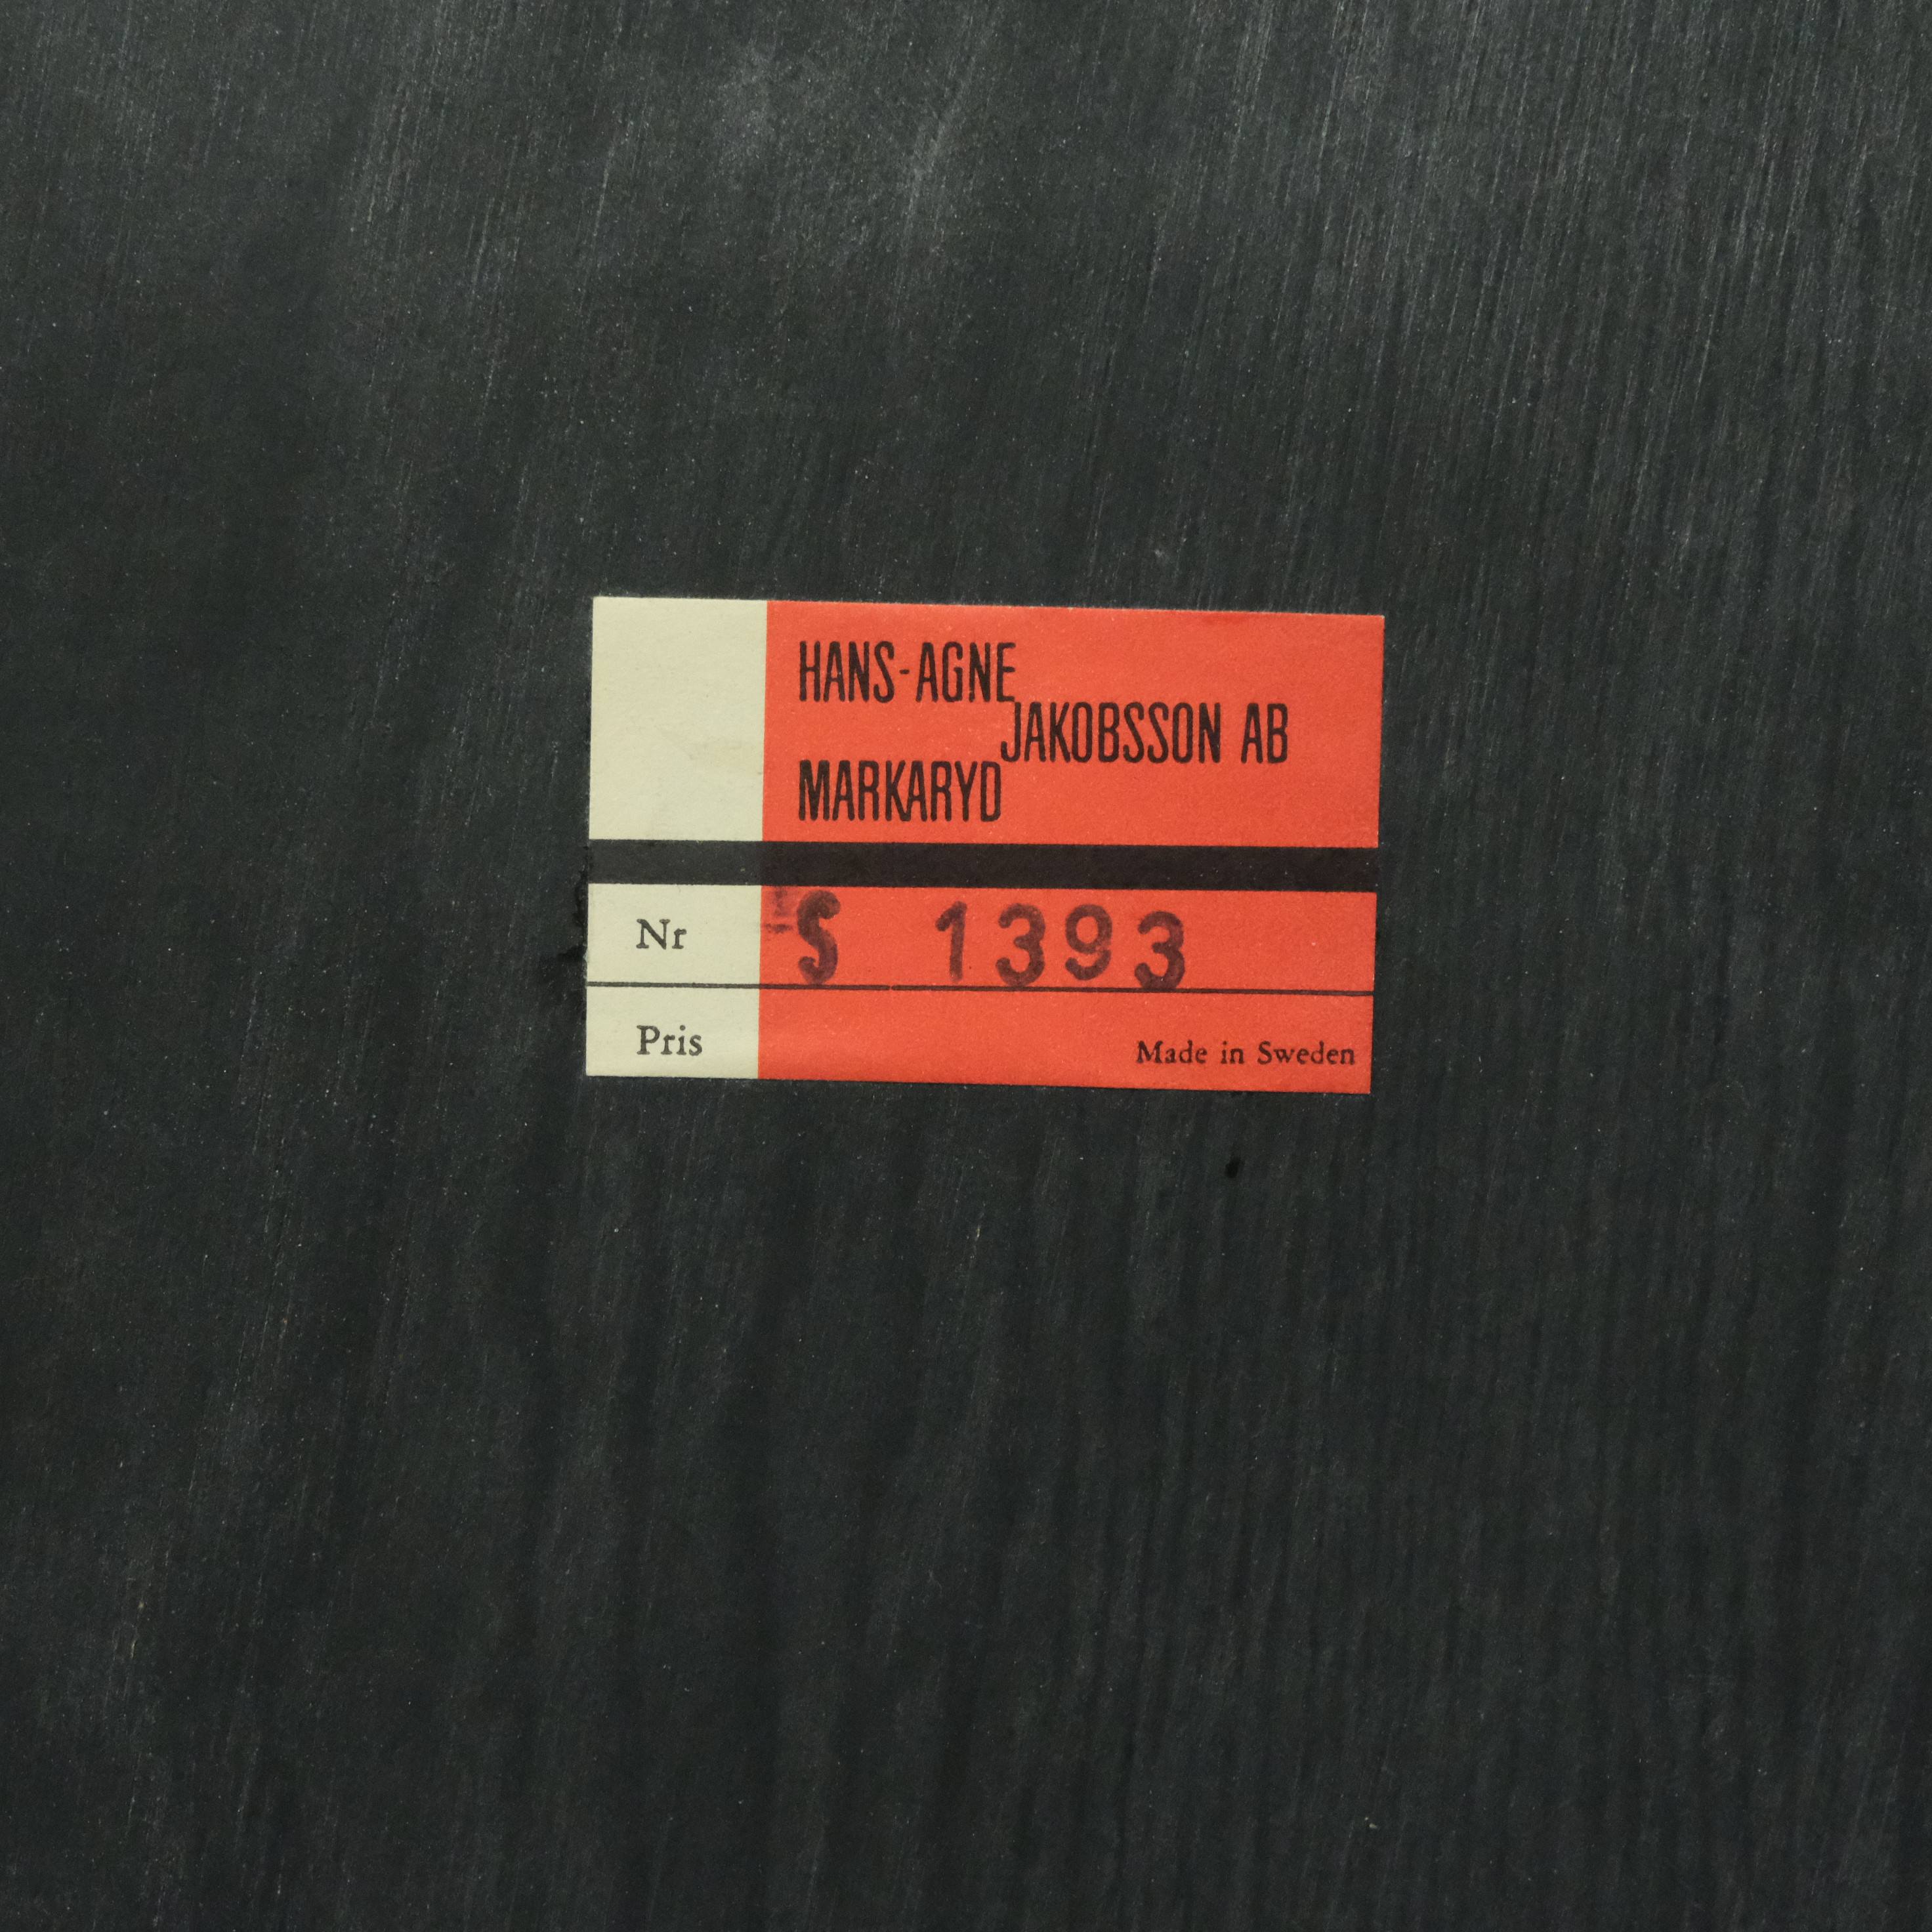 HANS-AGNE
JAKOBSSON AB
MARKARYD
Nr S 1393
Pris
Made in Sweden